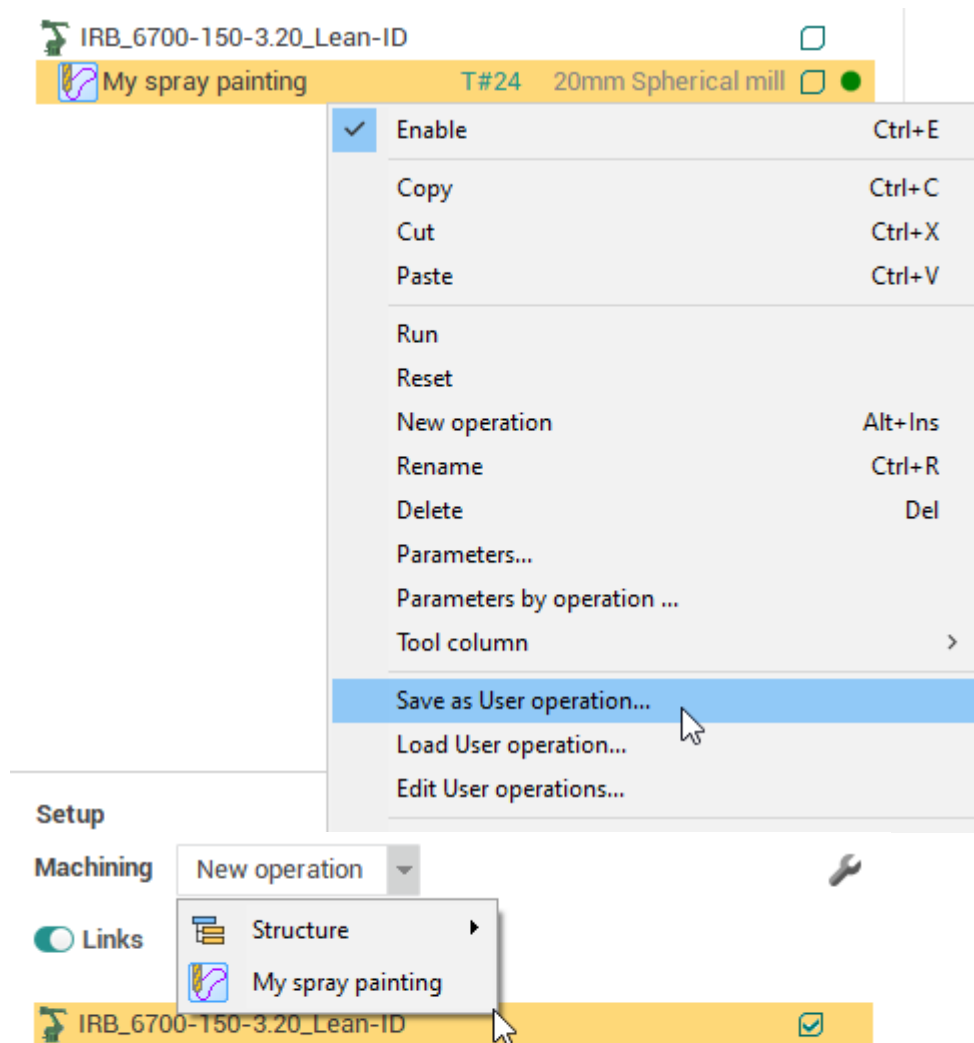 IRB_6700-150-3.20_Lean-ID
My spray painting T#24 20mm Spherical mill
Enable Ctrl+E
Copy Ctrl+C
Cut Ctrl+X
Paste Ctrl+V
Run
Reset
New operation Alt+Ins
Rename Ctrl+R
Delete Del
Parameters...
Parameters by operation ...
Tool column
Save as User operation...
Load User operation...
Edit User operations...
Setup
Machining New operation
Links
Structure
My spray painting
IRB_6700-150-3.20_Lean-ID